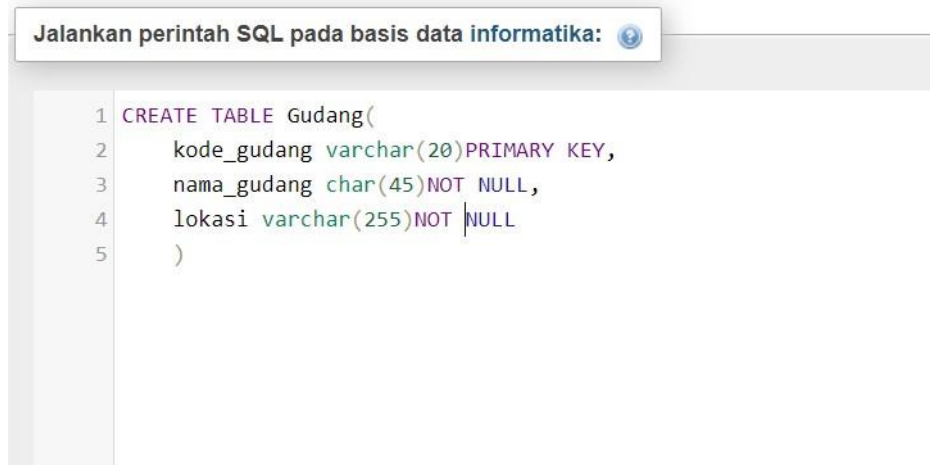 Jalankan perintah SQL pada basis data informatika:
1 CREATE TABLE Gudang(
2 kode_gudang varchar(20)PRIMARY KEY,
3 nama_gudang char(45)NOT NULL,
4 lokasi varchar(255)NOT NULL
5 )